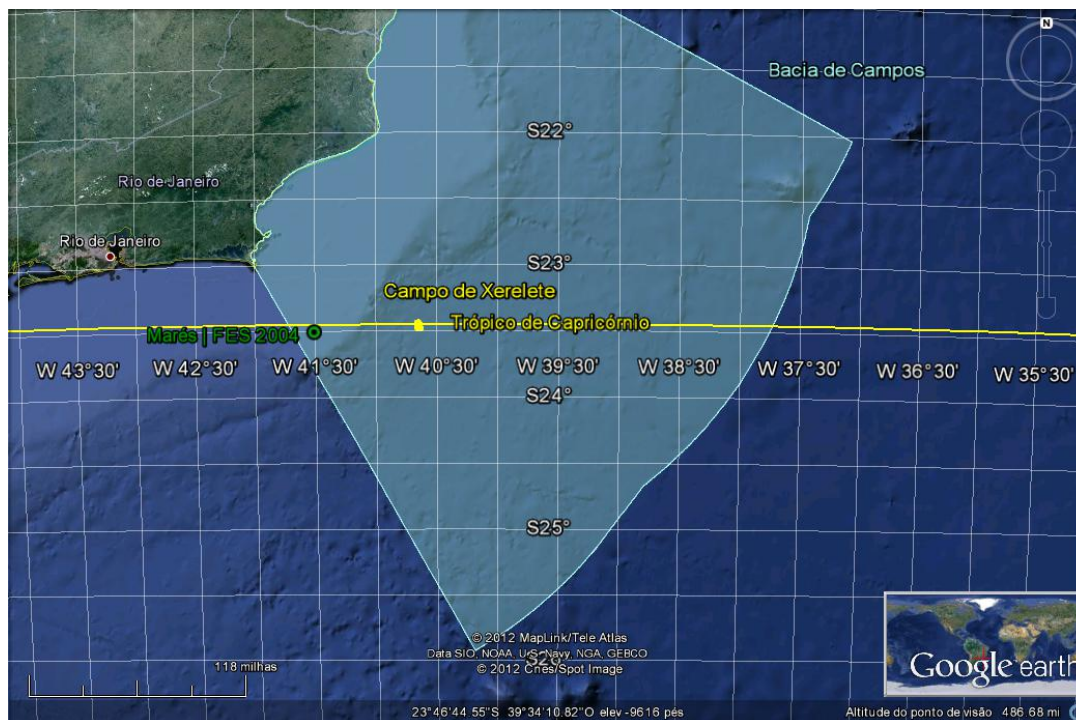 N
Bacia de Campos
S22°
Rio de Janeiro
Rio de Janeiro
S23°
Campo de Xerelete
Trópico de Capricórnio
Marés | FES 2004
W 43°30' W 42°30' W 41°30' W 40°30' W 39°30' W 38°30' W 37°30' W 36°30' W 35°30'
S24°
S25°
© 2012 MapLink/Tele Atlas
Data SIO, NOAA, U.S. Navy, NGA, GEBCO
S26°
© 2012 Cnes/Spot Image
118 milhas
Google earth
23°46'44.55"S 39°34'10.82"O elev -9616 pés
Altitude do ponto de visão 486.68 mi